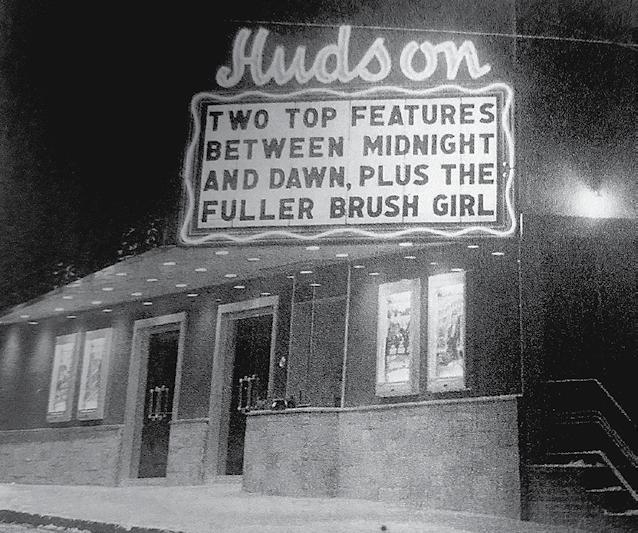 Hudson
TWO TOP FEATURES
BETWEEN MIDNIGHT
AND DAWN, PLUS THE
FULLER BRUSH GIRL